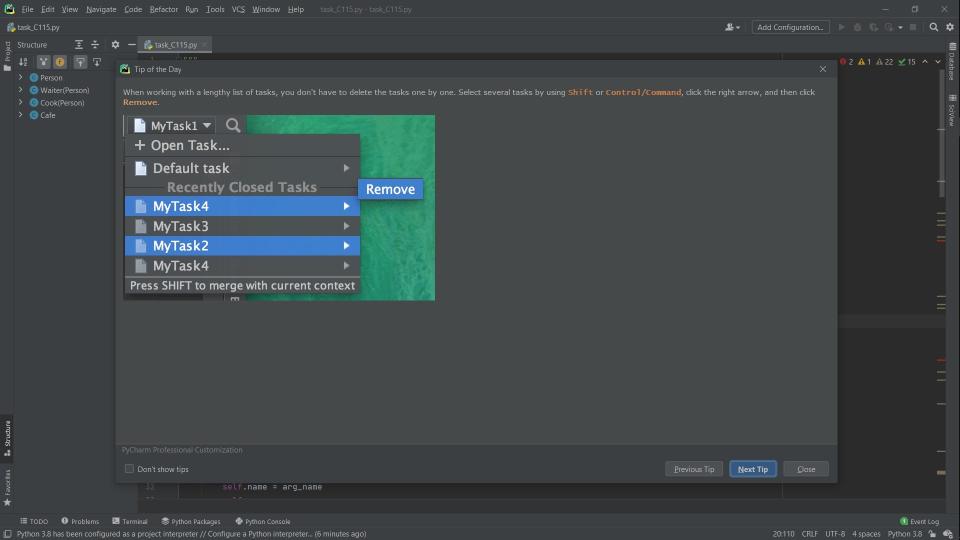 File Edit View Navigate Code Refactor Run Tools VCS Window Help task_C115.py - task_C115.py
task_C115.py
Add Configuration...
Project
Structure
task_C115.py
Person
Waiter(Person)
Cook(Person)
Cafe
2 1 22 15
Database
SciView
Tip of the Day
When working with a lengthy list of tasks, you don't have to delete the tasks one by one. Select several tasks by using Shift or Control/Command, click the right arrow, and then click
Remove.
MyTask1
+ Open Task...
Default task
Recently Closed Tasks
Remove
MyTask4
MyTask3
MyTask2
MyTask4
Press SHIFT to merge with current context
PyCharm Professional Customization
Don't show tips
Previous Tip
Next Tip
Close
Structure
Favorites
self.name = arg_name
TODO Problems Terminal Python Packages Python Console Event Log
Python 3.8 has been configured as a project interpreter // Configure a Python interpreter... (6 minutes ago) 20:110 CRLF UTF-8 4 spaces Python 3.8